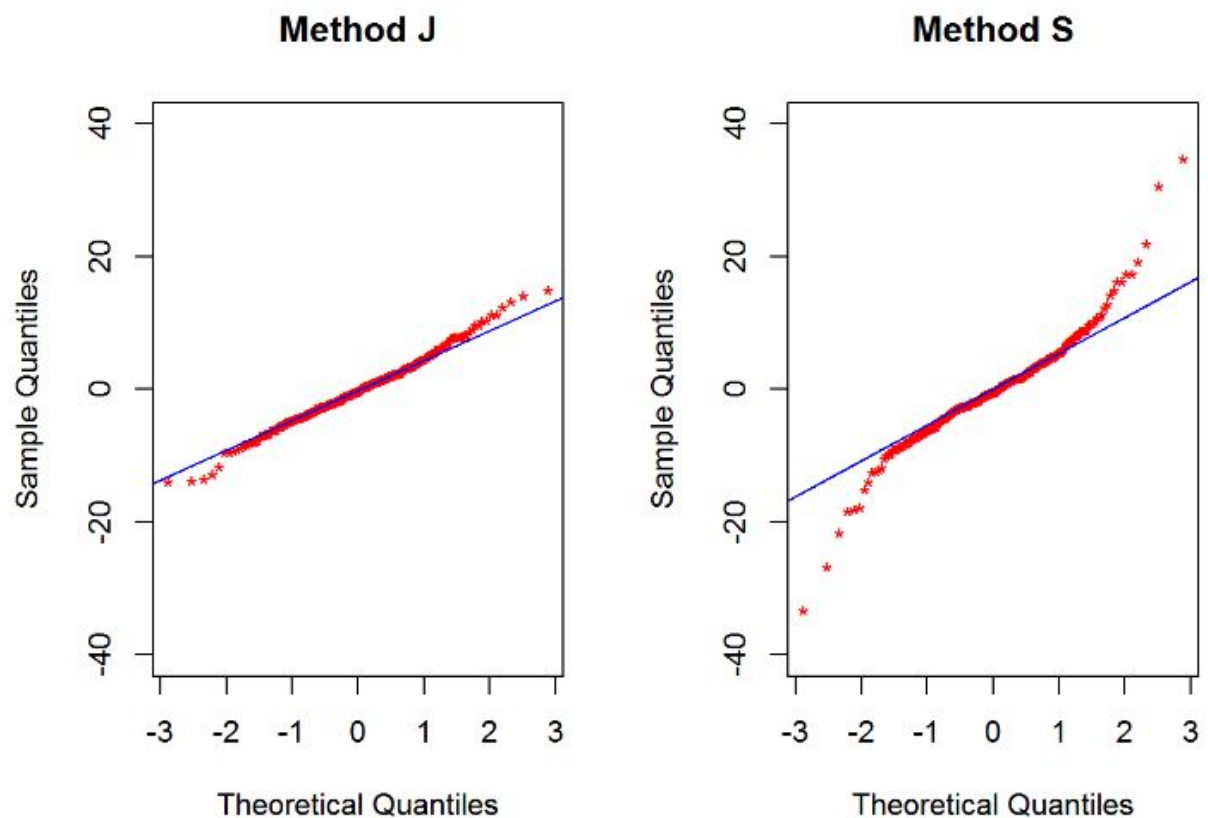 Method J
Sample Quantiles
40
20
0
-20
-40
-3 -2 -1 0 1 2 3
Theoretical Quantiles
Method S
Sample Quantiles
40
20
0
-20
-40
-3 -2 -1 0 1 2 3
Theoretical Quantiles